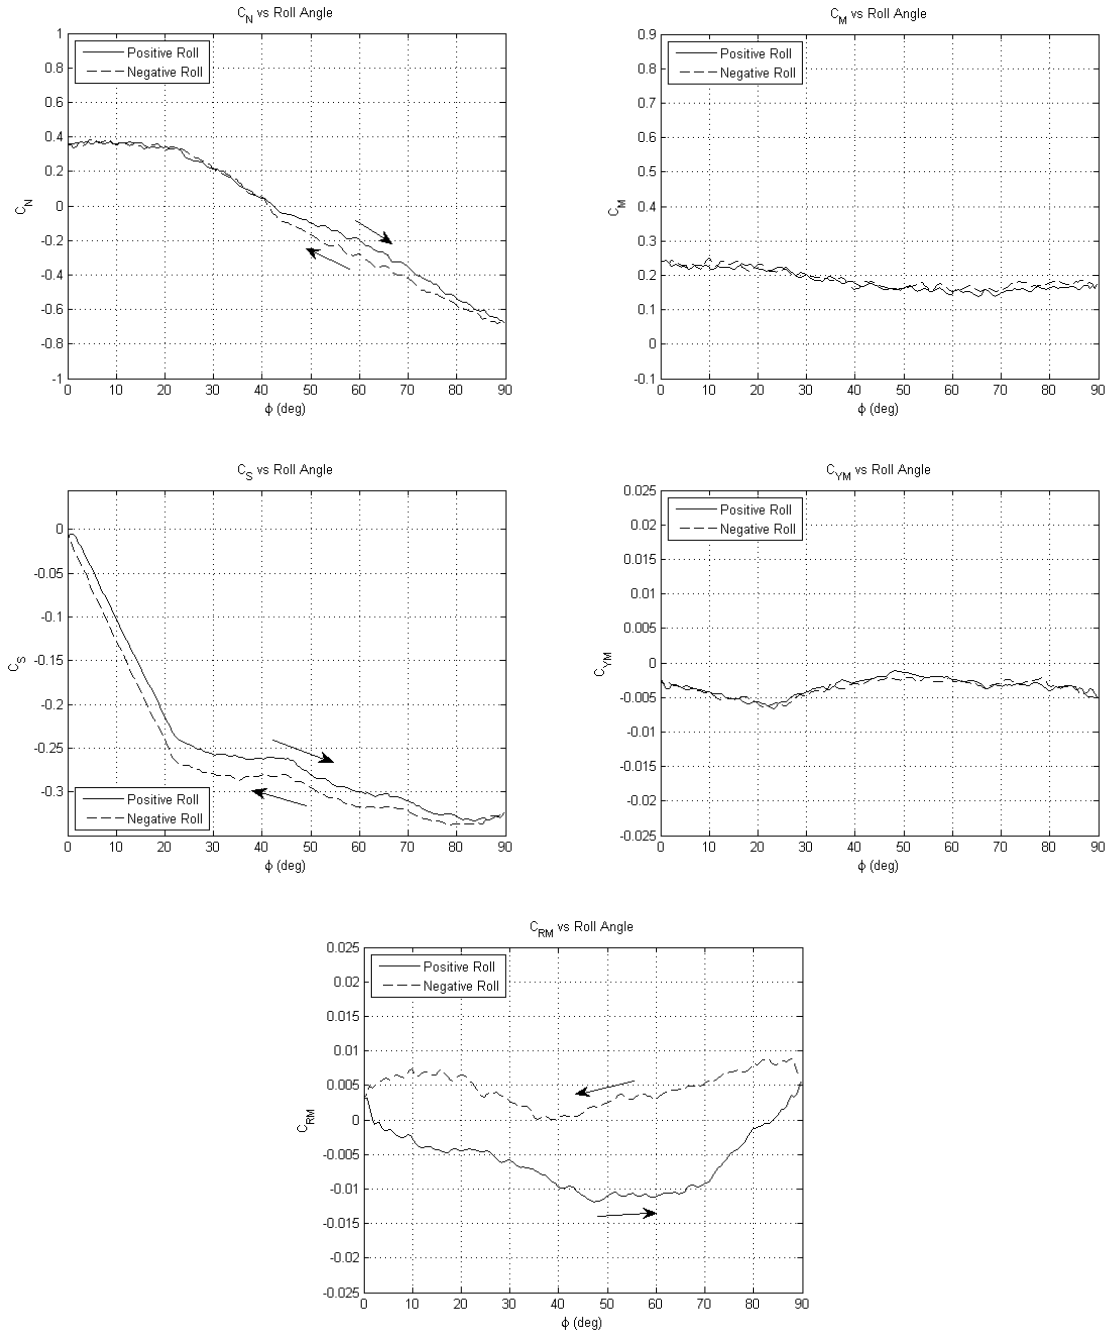 C_N vs Roll Angle
1
0.8
0.6
0.4
0.2
0
-0.2
-0.4
-0.6
-0.8
-1
C_N
Positive Roll
Negative Roll
0 10 20 30 40 50 60 70 80 90
ϕ (deg)
C_M vs Roll Angle
0.9
0.8
0.7
0.6
0.5
0.4
0.3
0.2
0.1
0
-0.1
C_M
Positive Roll
Negative Roll
0 10 20 30 40 50 60 70 80 90
ϕ (deg)
C_S vs Roll Angle
0
-0.05
-0.1
-0.15
-0.2
-0.25
-0.3
C_S
Positive Roll
Negative Roll
0 10 20 30 40 50 60 70 80 90
ϕ (deg)
C_YM vs Roll Angle
0.025
0.02
0.015
0.01
0.005
0
-0.005
-0.01
-0.015
-0.02
-0.025
C_YM
Positive Roll
Negative Roll
0 10 20 30 40 50 60 70 80 90
ϕ (deg)
C_RM vs Roll Angle
0.025
0.02
0.015
0.01
0.005
0
-0.005
-0.01
-0.015
-0.02
-0.025
C_RM
Positive Roll
Negative Roll
0 10 20 30 40 50 60 70 80 90
ϕ (deg)